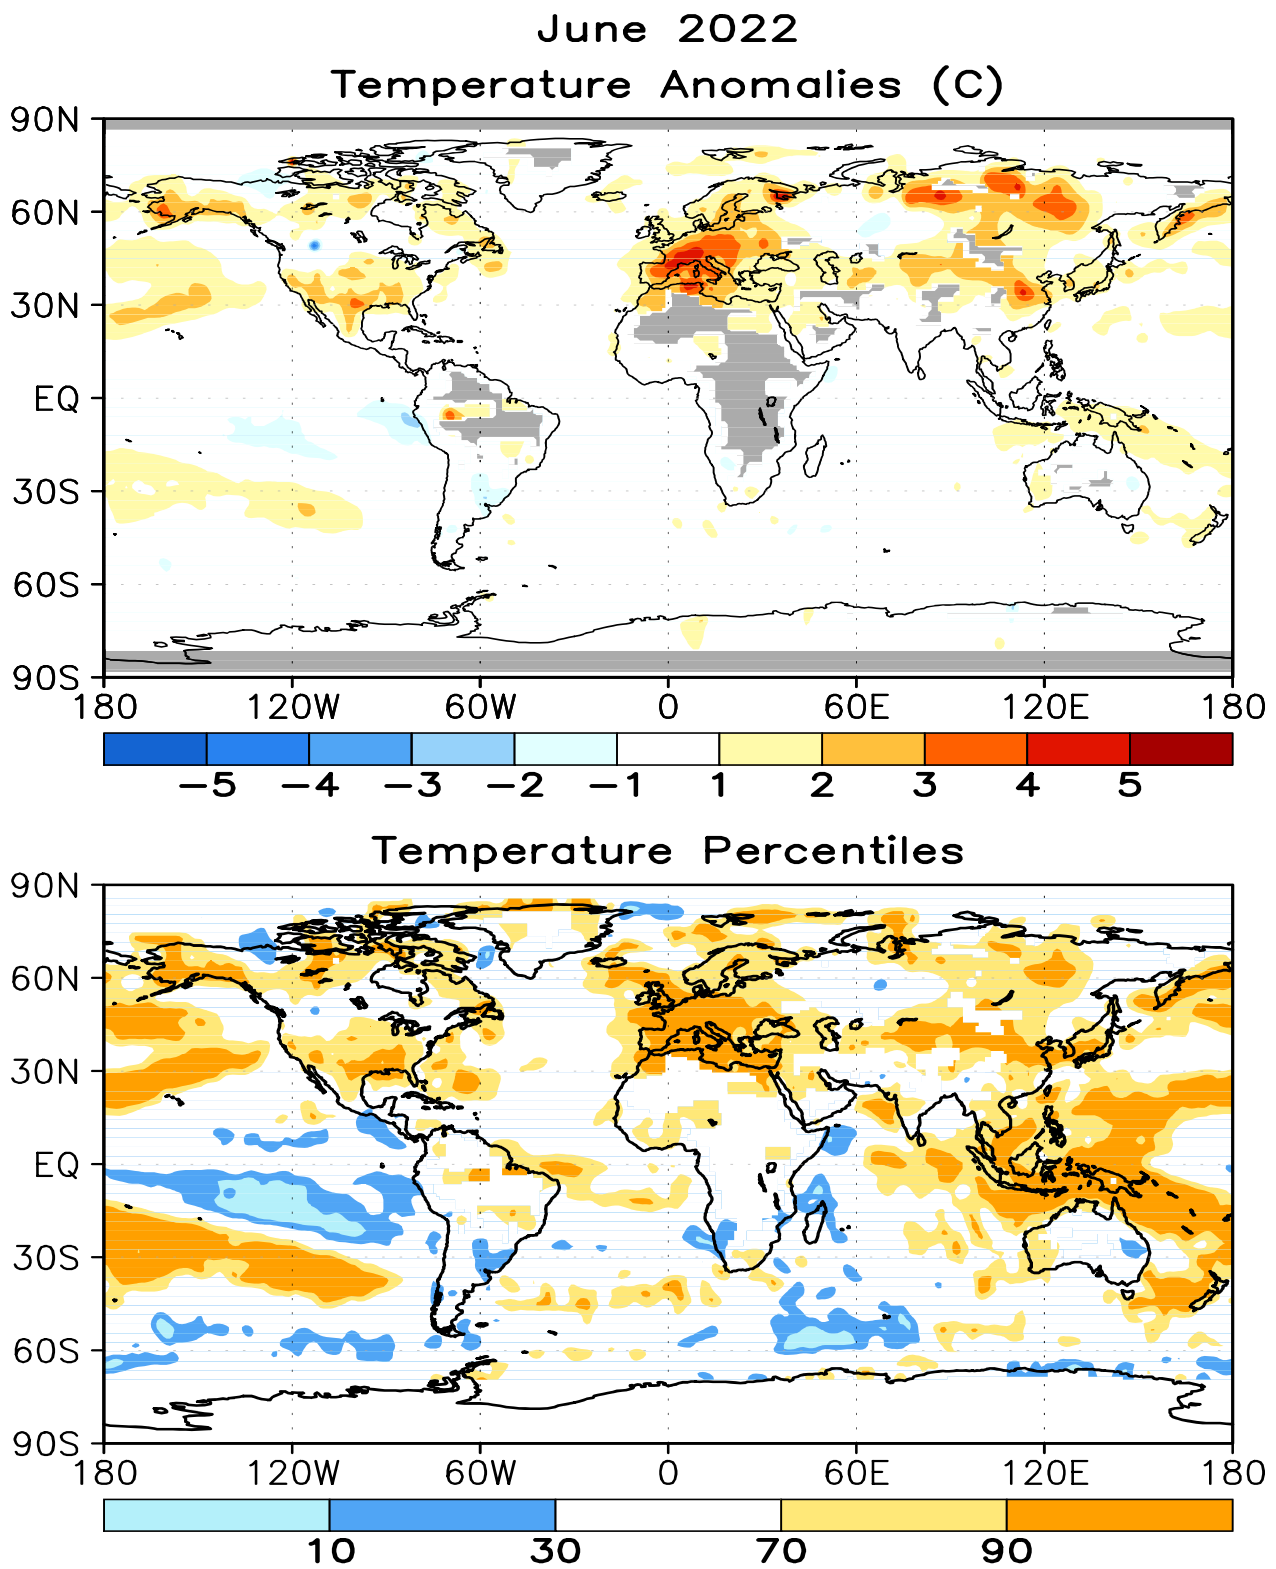 June 2022
Temperature Anomalies (C)
90N
60N
30N
EQ
30S
60S
90S
180 120W 60W 0 60E 120E 180
−5 −4 −3 −2 −1 1 2 3 4 5
Temperature Percentiles
90N
60N
30N
EQ
30S
60S
90S
180 120W 60W 0 60E 120E 180
10 30 70 90